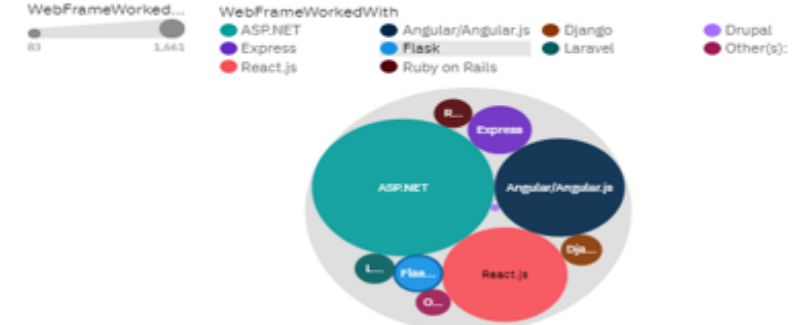 WebFrameWorked....
83 1,661
WebFrameWorkedWith
ASP.NET Angular/Angular.js Django Drupal
Express Flask Laravel Other(s):
React.js Ruby on Rails
R...
Express
ASP.NET
Angular/Angular.js
Dja...
L...
Flas...
React.js
O...